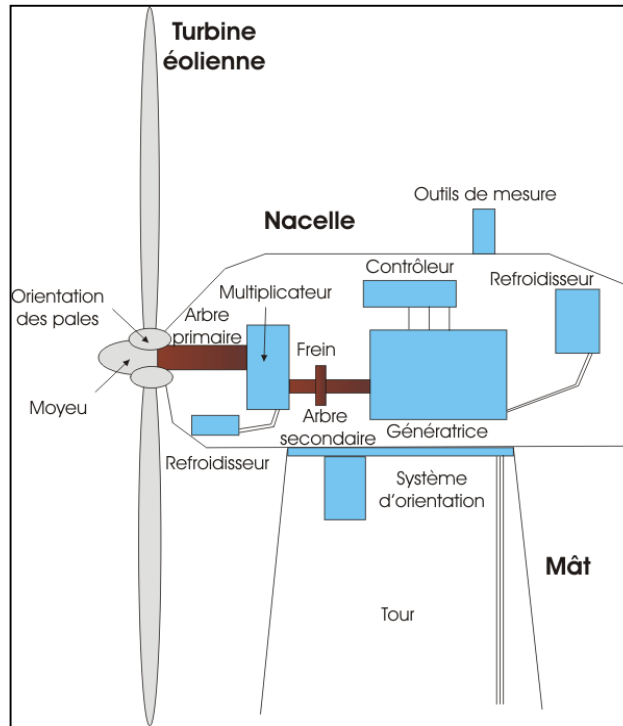 Turbine
éolienne
Outils de mesure
Nacelle
Contrôleur
Refroidisseur
Orientation
des pales
Arbre
primaire
Multiplicateur
Frein
Moyeu
Arbre
secondaire
Génératrice
Refroidisseur
Système
d'orientation
Mât
Tour